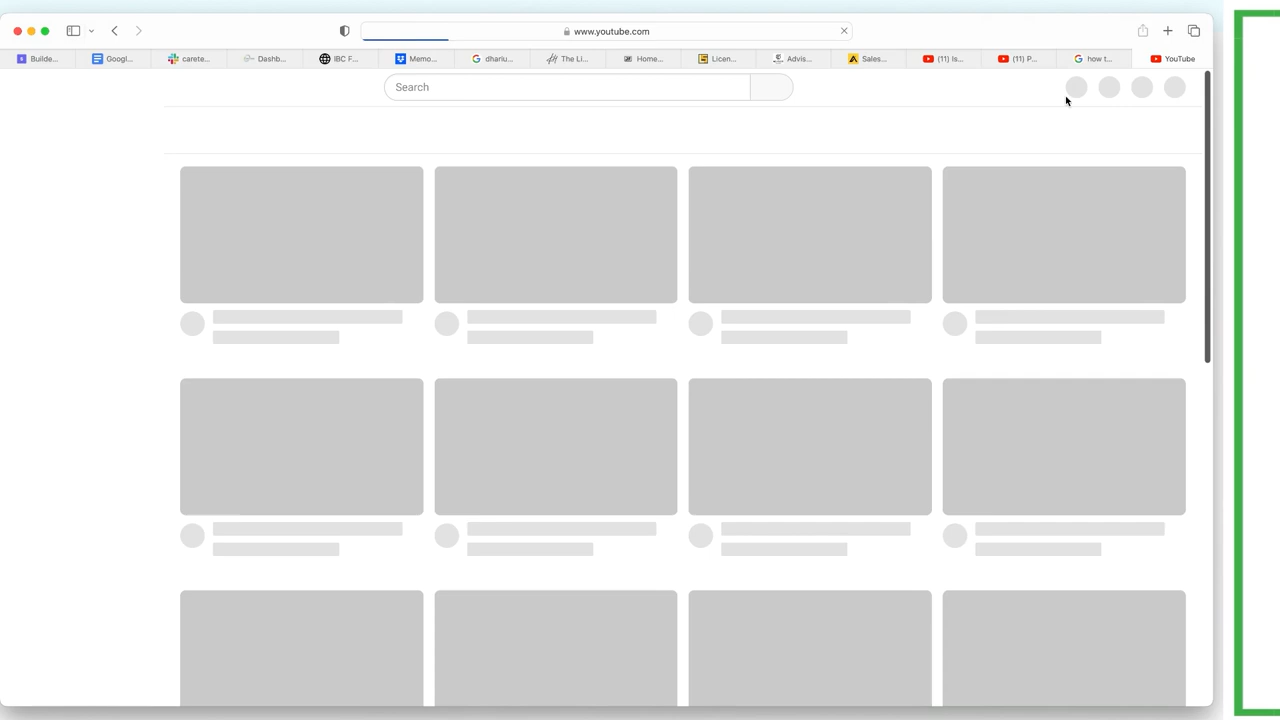 www.youtube.com
Builde...
Googl...
carete...
Dashb...
IBC F...
Memo...
dhariu...
The Li...
Home...
Licen...
Advis...
Sales...
(11) Is...
(11) P...
how t...
YouTube
Search